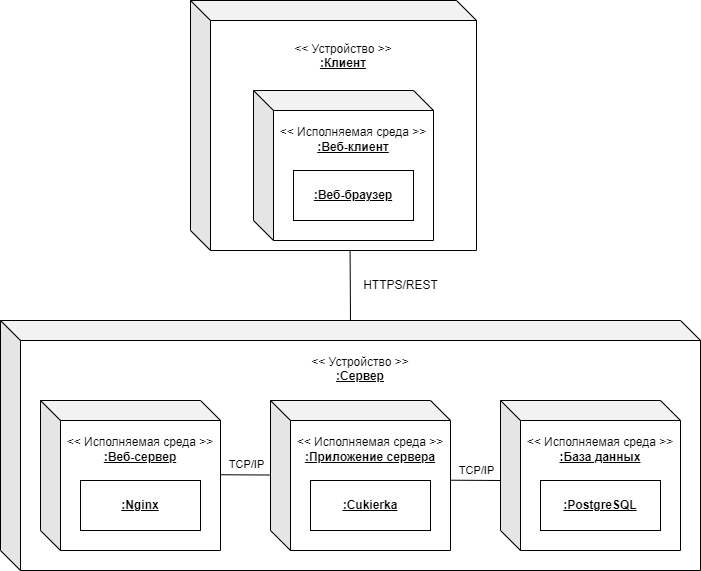 << Устройство >>
:Клиент
<< Исполняемая среда >>
:Веб-клиент
:Веб-браузер
HTTPS/REST
<< Устройство >>
:Сервер
<< Исполняемая среда >>
:Веб-сервер
:Nginx
TCP/IP
<< Исполняемая среда >>
:Приложение сервера
:Cukierka
TCP/IP
<< Исполняемая среда >>
:База данных
:PostgreSQL